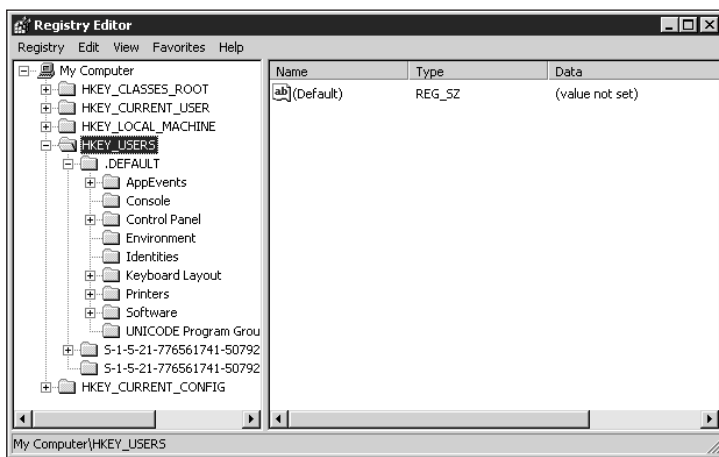 Registry Editor
Registry Edit View Favorites Help
My Computer
HKEY_CLASSES_ROOT
HKEY_CURRENT_USER
HKEY_LOCAL_MACHINE
HKEY_USERS
.DEFAULT
AppEvents
Console
Control Panel
Environment
Identities
Keyboard Layout
Printers
Software
UNICODE Program Grou
S-1-5-21-776561741-50792
S-1-5-21-776561741-50792
HKEY_CURRENT_CONFIG
Name Type Data
ab (Default) REG_SZ (value not set)
My Computer\HKEY_USERS